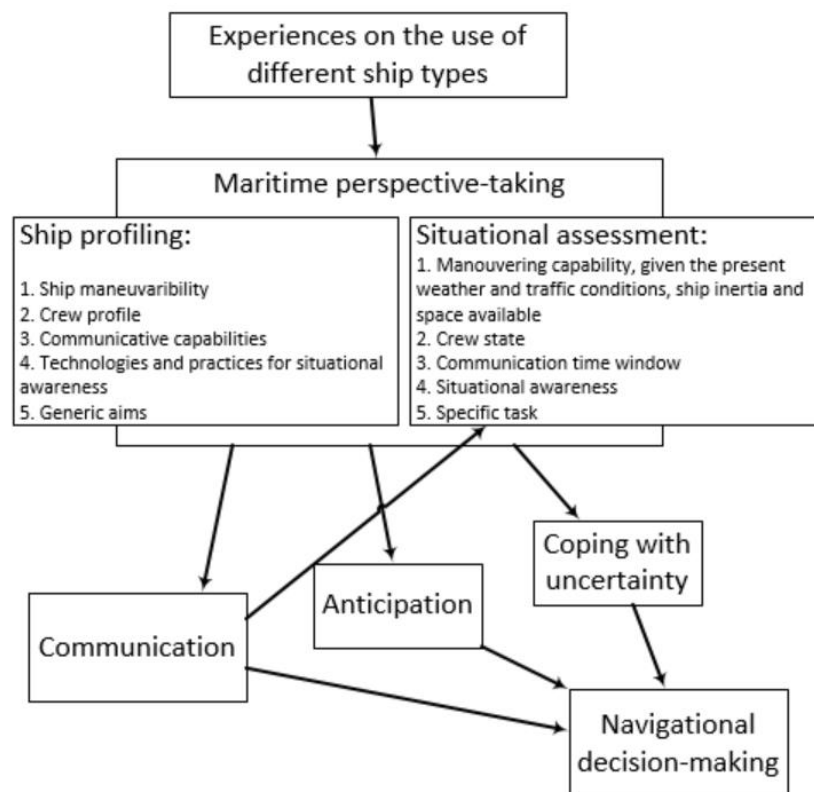 Experiences on the use of
different ship types
Maritime perspective-taking
Ship profiling:
1. Ship maneuvaribility
2. Crew profile
3. Communicative capabilities
4. Technologies and practices for situational
awareness
5. Generic aims
Situational assessment:
1. Manouvering capability, given the present
weather and traffic conditions, ship inertia and
space available
2. Crew state
3. Communication time window
4. Situational awareness
5. Specific task
Coping with
uncertainty
Anticipation
Communication
Navigational
decision-making